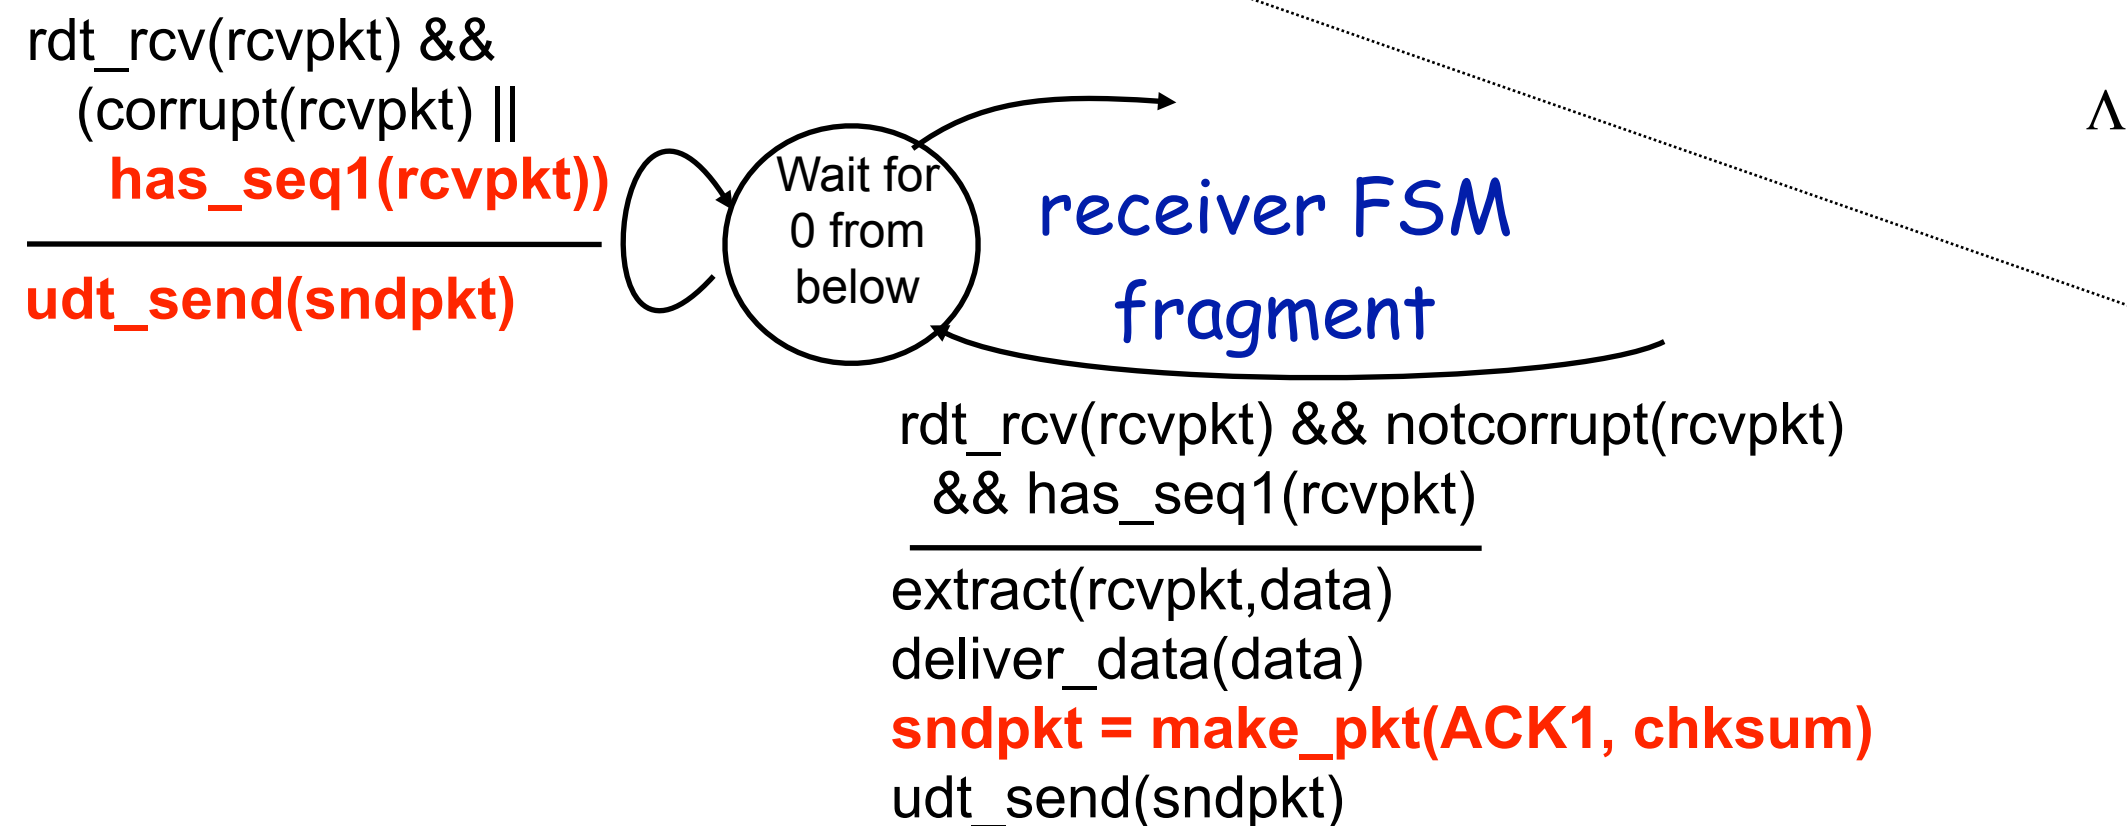 rdt_rcv(rcvpkt) &&
(corrupt(rcvpkt) ||
has_seq1(rcvpkt))
udt_send(sndpkt)
Wait for
0 from
below
receiver FSM
fragment
Λ
rdt_rcv(rcvpkt) && notcorrupt(rcvpkt)
&& has_seq1(rcvpkt)
extract(rcvpkt,data)
deliver_data(data)
sndpkt = make_pkt(ACK1, chksum)
udt_send(sndpkt)